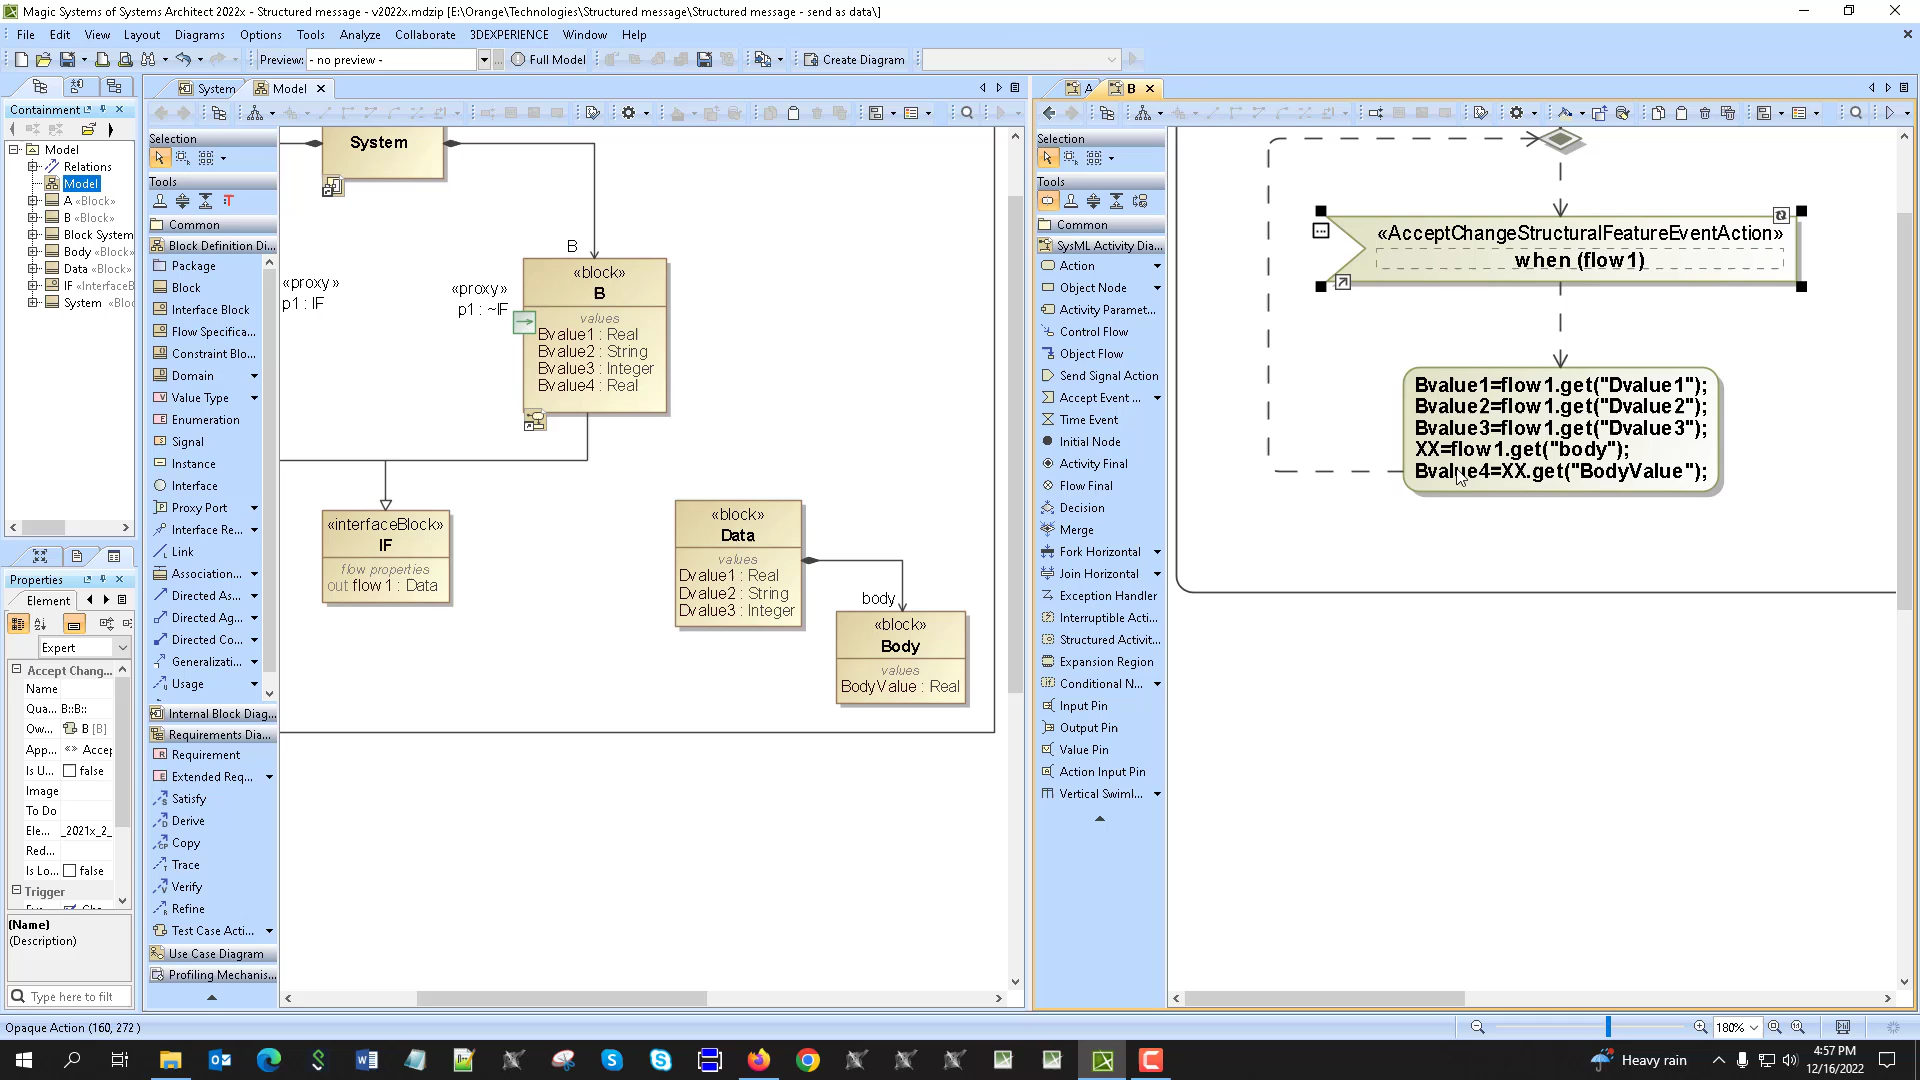 Magic Systems of Systems Architect 2022x - Structured message - v2022x.mdzip [E:\Orange\Technologies\Structured message\Structured message - send as data\]
File Edit View Layout Diagrams Options Tools Analyze Collaborate 3DEXPERIENCE Window Help
Preview: - no preview - Full Model Create Diagram
Containment
Model
Relations
Model
A «Block»
B «Block»
Block System
Body «Block»
Data «Block»
IF «InterfaceB
System «Bloc
Properties
Element
Expert
Accept Chang...
Name
Qua... B::B::
Ow... B [B]
App... «» Accep
Is U... false
Image
To Do
Ele... _2021x_2_
Red...
Is Lo... false
Trigger
(Name)
(Description)
Type here to filt
System Model
Selection
Tools
Common
Block Definition Di...
Package
Block
Interface Block
Flow Specifica...
Constraint Blo...
Domain
Value Type
Enumeration
Signal
Instance
Interface
Proxy Port
Interface Re...
Link
Association...
Directed As...
Directed Ag...
Directed Co...
Generalizati...
Usage
Internal Block Diag...
Requirements Dia...
Requirement
Extended Req...
Satisfy
Derive
Copy
Trace
Verify
Refine
Test Case Acti...
Use Case Diagram
Profiling Mechanis...
System
B
«proxy»
p1 : IF
«proxy»
p1 : ~IF
«block»
B
values
Bvalue1 : Real
Bvalue2 : String
Bvalue3 : Integer
Bvalue4 : Real
«interfaceBlock»
IF
flow properties
out flow1 : Data
«block»
Data
values
Dvalue1 : Real
Dvalue2 : String
Dvalue3 : Integer
body
«block»
Body
values
BodyValue : Real
A B
Selection
Tools
Common
SysML Activity Dia...
Action
Object Node
Activity Paramet...
Control Flow
Object Flow
Send Signal Action
Accept Event ...
Time Event
Initial Node
Activity Final
Flow Final
Decision
Merge
Fork Horizontal
Join Horizontal
Exception Handler
Interruptible Acti...
Structured Activit...
Expansion Region
Conditional N...
Input Pin
Output Pin
Value Pin
Action Input Pin
Vertical Swiml...
«AcceptChangeStructuralFeatureEventAction»
when (flow1)
Bvalue1=flow1.get("Dvalue1");
Bvalue2=flow1.get("Dvalue2");
Bvalue3=flow1.get("Dvalue3");
XX=flow1.get("body");
Bvalue4=XX.get("BodyValue");
Opaque Action (160, 272 )
180%
Heavy rain
4:57 PM
12/16/2022